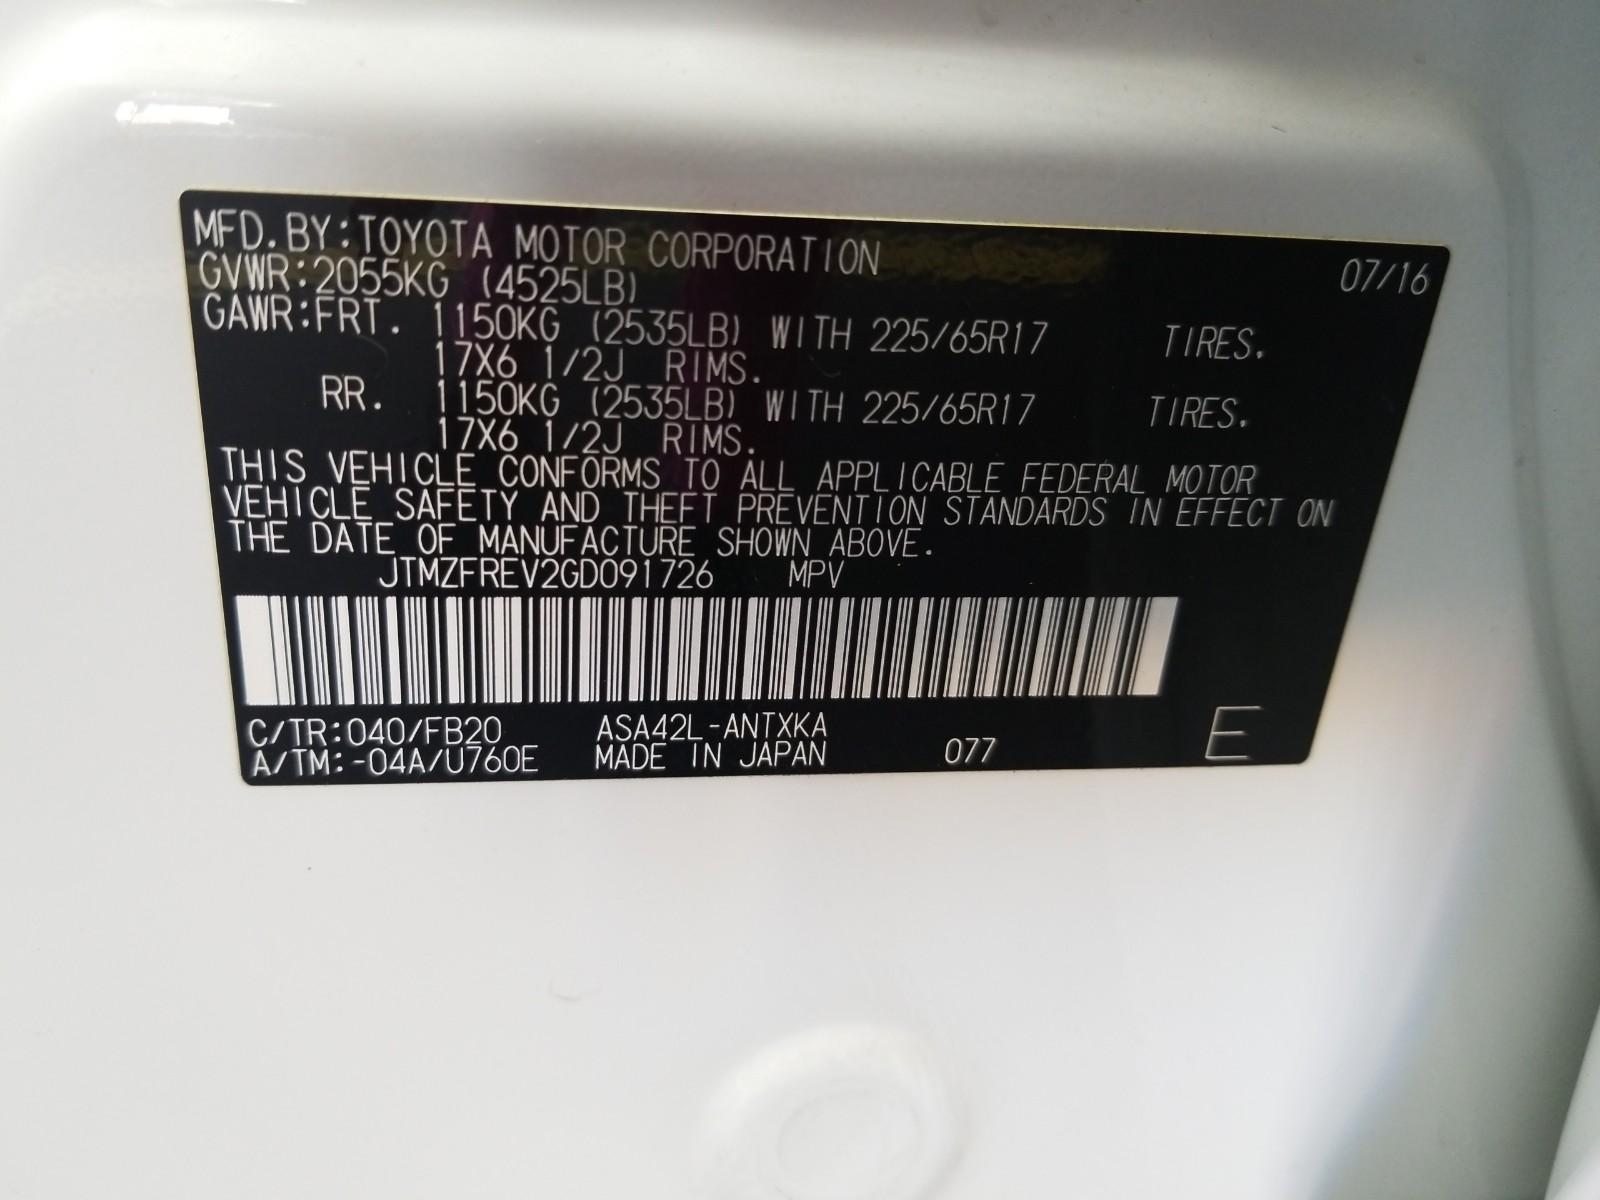 MFD.BY:TOYOTA MOTOR CORPORATION 07/16
GVWR:2055KG (4525LB)
GAWR:FRT. 1150KG (2535LB) WITH 225/65R17 TIRES.
17X6 1/2J RIMS.
RR. 1150KG (2535LB) WITH 225/65R17 TIRES.
17X6 1/2J RIMS.
THIS VEHICLE CONFORMS TO ALL APPLICABLE FEDERAL MOTOR
VEHICLE SAFETY AND THEFT PREVENTION STANDARDS IN EFFECT ON
THE DATE OF MANUFACTURE SHOWN ABOVE.
JTMZFREV2GD091726 MPV
C/TR:040/FB20 ASA42L-ANTXKA
A/TM:-04A/U760E MADE IN JAPAN 077 E